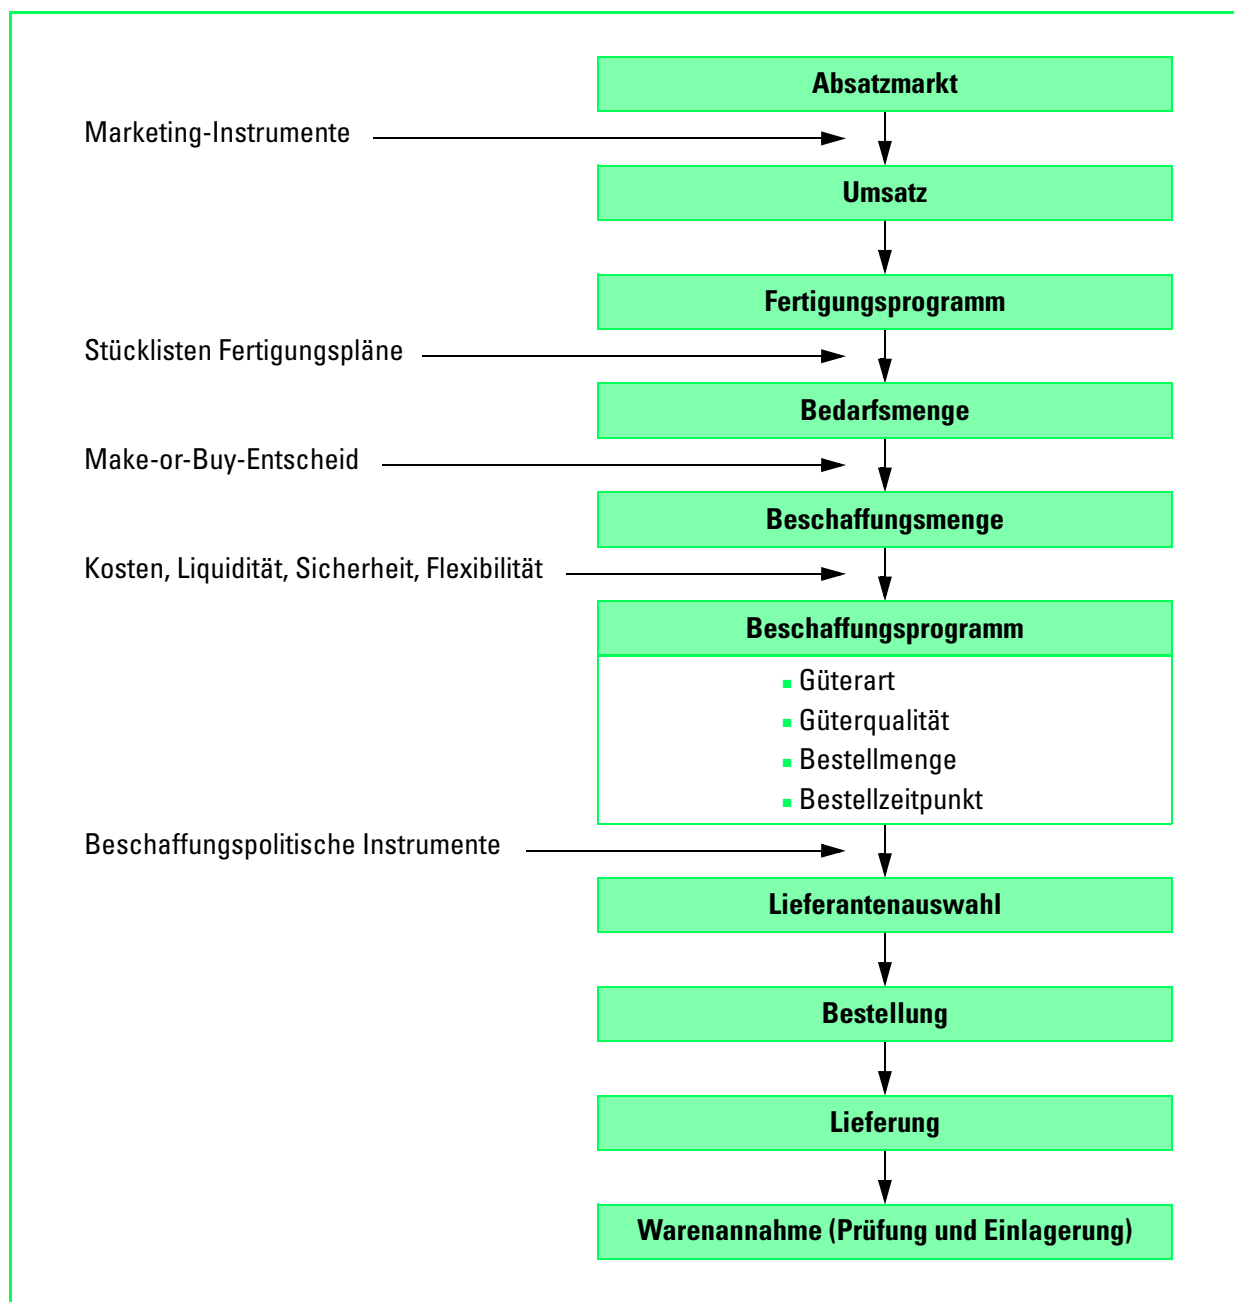 Absatzmarkt
Marketing-Instrumente
Umsatz
Fertigungsprogramm
Stücklisten Fertigungspläne
Bedarfsmenge
Make-or-Buy-Entscheid
Beschaffungsmenge
Kosten, Liquidität, Sicherheit, Flexibilität
Beschaffungsprogramm
Güterart
Güterqualität
Bestellmenge
Bestellzeitpunkt
Beschaffungspolitische Instrumente
Lieferantenauswahl
Bestellung
Lieferung
Warenannahme (Prüfung und Einlagerung)